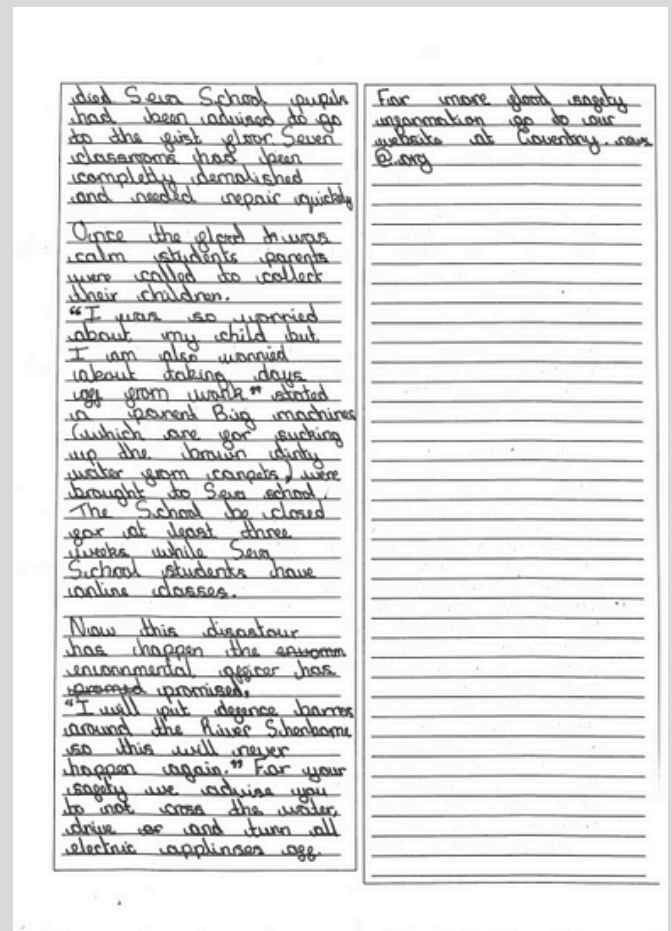 died Seva School pupils
had been advised to go
to the first floor Seven
classrooms had been
completly demolished
and needed repair quickly
Once the flood was
calm students parents
were called to collect
their children.
"I was so worried
about my child but
I am also worried
about taking days
off from work" stated
a parent Big machines
(which are for sucking
up the brown dirty
water from carpets) were
brought to Seva school.
The School be closed
for at least three
weeks while Seva
School students have
online classes.
Now this disastour
has happen the
enviornmental officer has
promised,
"I will put defence barres
around the River Sherborne
so this will never
happen again." For your
safety we advise you
to not cross the water,
drive or and turn all
electric applinses off.
For more flood safety
information go to our
website at Coventry.news
@.org